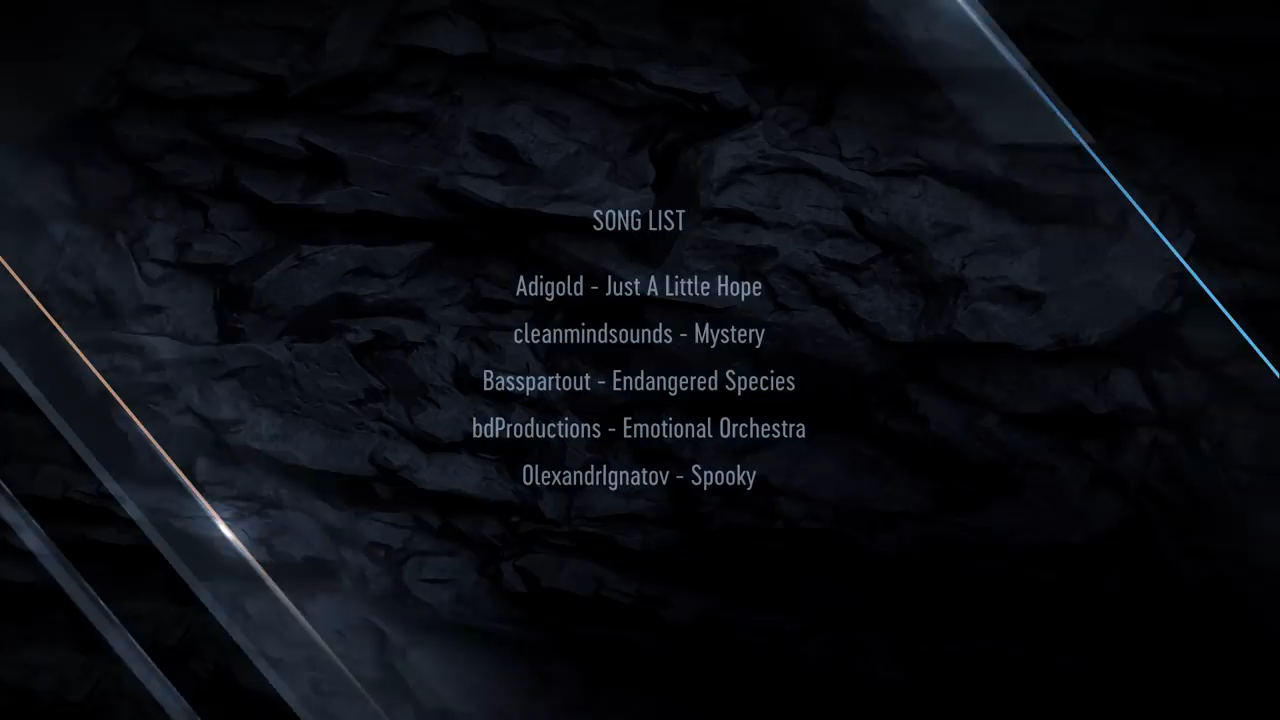 SONG LIST
Adigold - Just A Little Hope
cleanmindsounds - Mystery
Basspartout - Endangered Species
bdProductions - Emotional Orchestra
OlexandrIgnatov - Spooky